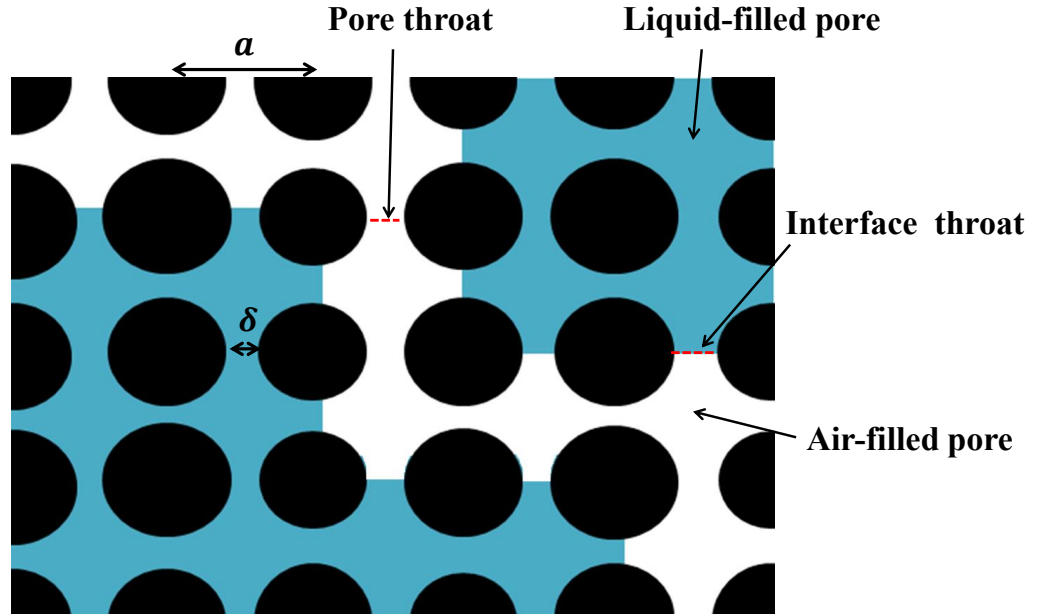 Pore throat
Liquid-filled pore
a
Interface throat
δ
Air-filled pore